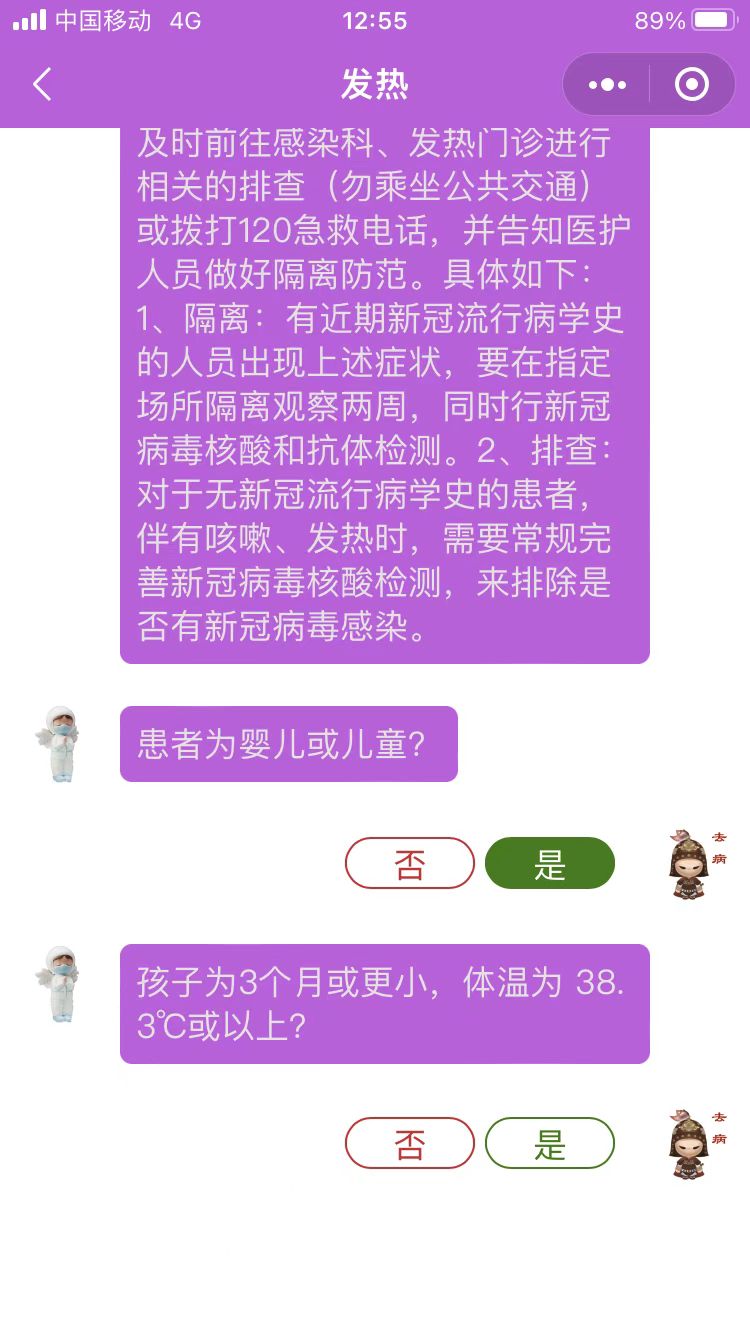 中国移动 4G 12:55 89%
发热
及时前往感染科、发热门诊进行
相关的排查（勿乘坐公共交通）
或拨打120急救电话，并告知医护
人员做好隔离防范。具体如下：
1、隔离：有近期新冠流行病学史
的人员出现上述症状，要在指定
场所隔离观察两周，同时行新冠
病毒核酸和抗体检测。2、排查：
对于无新冠流行病学史的患者，
伴有咳嗽、发热时，需要常规完
善新冠病毒核酸检测，来排除是
否有新冠病毒感染。
患者为婴儿或儿童？
否 是
去
病
孩子为3个月或更小，体温为 38.
3℃或以上？
否 是
去
病